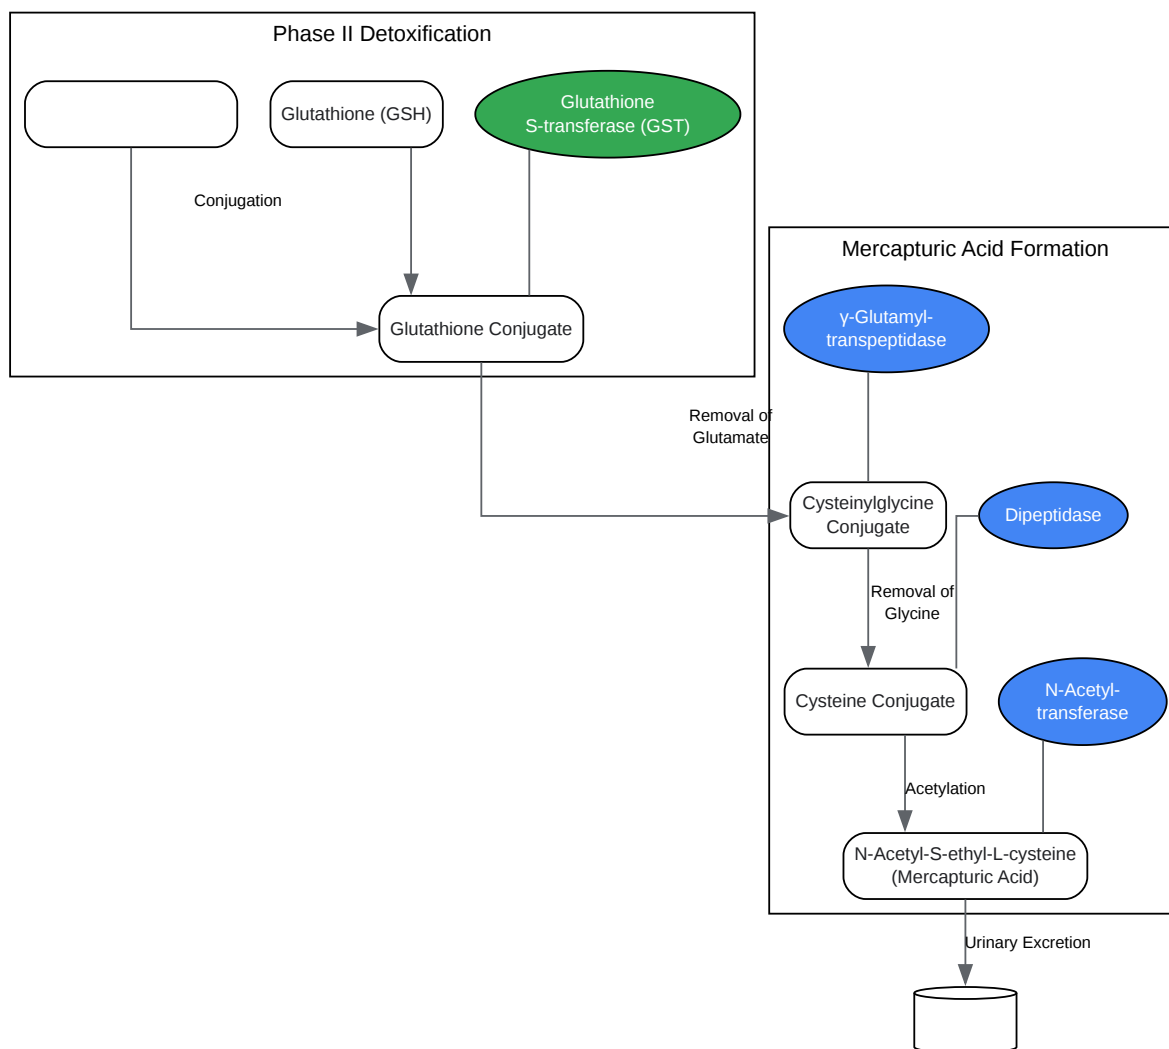 Phase II Detoxification
Glutathione (GSH)
Glutathione
S-transferase (GST)
Conjugation
Glutathione Conjugate
Mercapturic Acid Formation
γ-Glutamyl-
transpeptidase
Removal of
Glutamate
Cysteinylglycine
Conjugate
Dipeptidase
Removal of
Glycine
Cysteine Conjugate
N-Acetyl-
transferase
Acetylation
N-Acetyl-S-ethyl-L-cysteine
(Mercapturic Acid)
Urinary Excretion